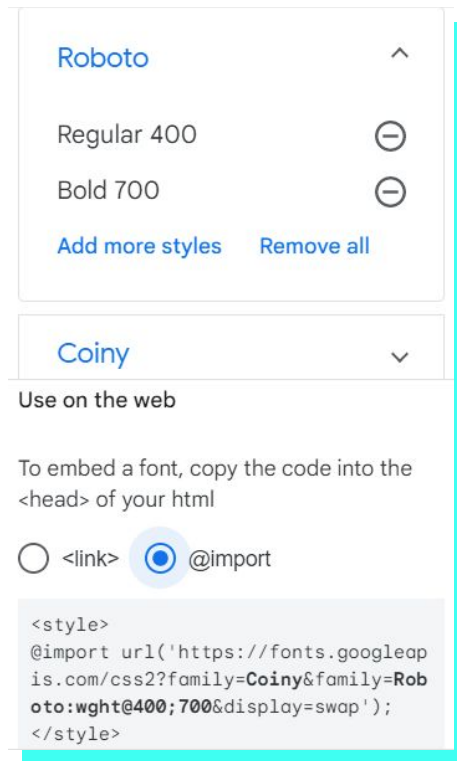 Roboto
Regular 400
Bold 700
Add more styles Remove all
Coiny
Use on the web
To embed a font, copy the code into the
<head> of your html
<link> @import
<style>
@import url('https://fonts.googleap
is.com/css2?family=Coiny&family=Rob
oto:wght@400;700&display=swap');
</style>